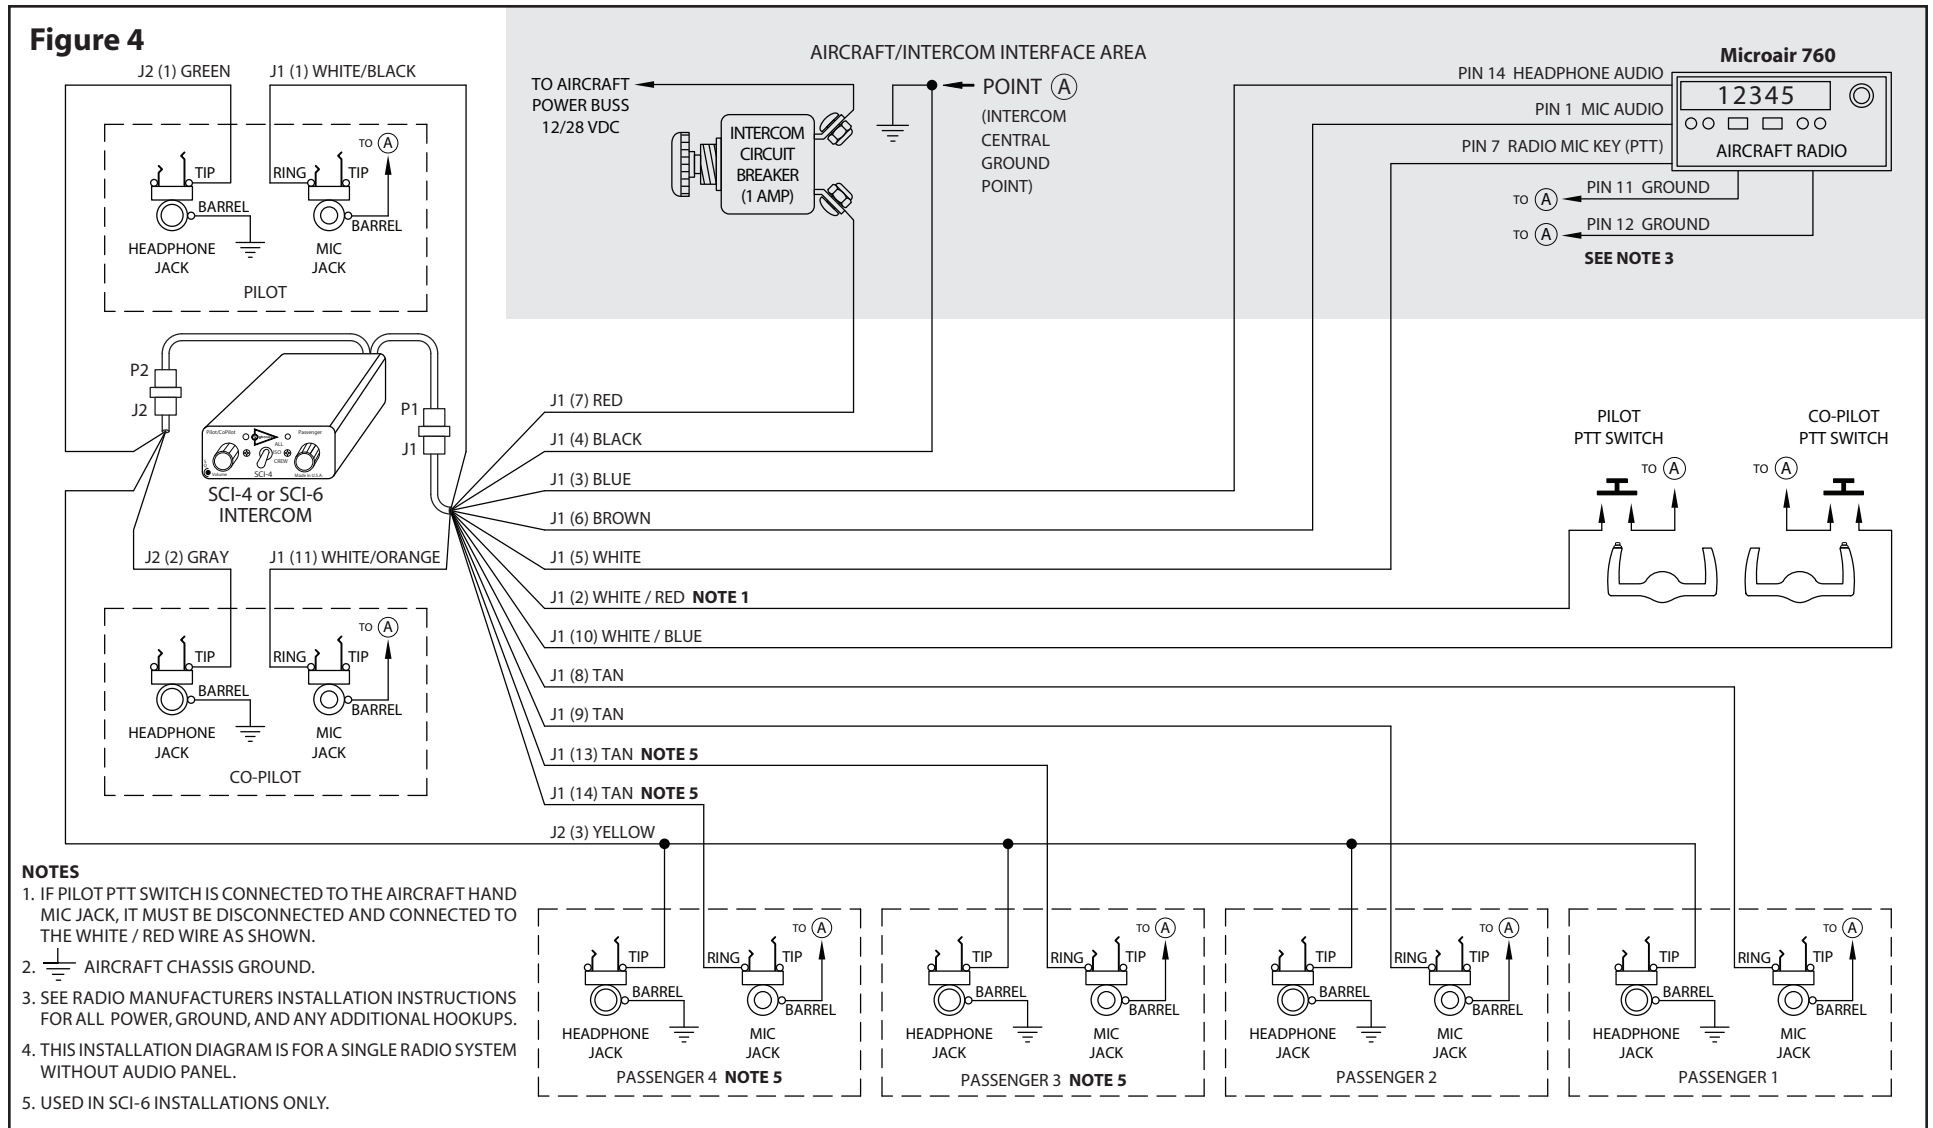 Figure 4
J2 (1) GREEN
J1 (1) WHITE/BLACK
TO A
TIP
RING
TIP
BARREL
BARREL
HEADPHONE
JACK
MIC
JACK
PILOT
AIRCRAFT/INTERCOM INTERFACE AREA
TO AIRCRAFT
POWER BUSS
12/28 VDC
INTERCOM
CIRCUIT
BREAKER
(1 AMP)
POINT A
(INTERCOM
CENTRAL
GROUND
POINT)
Microair 760
PIN 14 HEADPHONE AUDIO
PIN 1 MIC AUDIO
PIN 7 RADIO MIC KEY (PTT)
12345
AIRCRAFT RADIO
TO A
PIN 11 GROUND
TO A
PIN 12 GROUND
SEE NOTE 3
P2
J2
P1
J1
Pilot/CoPilot
Passenger
ALL
ISO
CREW
Volume
SCI-4
Made in U.S.A.
SCI-4 or SCI-6
INTERCOM
J1 (7) RED
J1 (4) BLACK
J1 (3) BLUE
J1 (6) BROWN
J1 (5) WHITE
J1 (2) WHITE / RED NOTE 1
J1 (10) WHITE / BLUE
J1 (8) TAN
J1 (9) TAN
J1 (13) TAN NOTE 5
J1 (14) TAN NOTE 5
J2 (3) YELLOW
PILOT
PTT SWITCH
TO A
CO-PILOT
PTT SWITCH
TO A
J2 (2) GRAY
J1 (11) WHITE/ORANGE
TO A
TIP
RING
TIP
BARREL
BARREL
HEADPHONE
JACK
MIC
JACK
CO-PILOT
NOTES
1. IF PILOT PTT SWITCH IS CONNECTED TO THE AIRCRAFT HAND
MIC JACK, IT MUST BE DISCONNECTED AND CONNECTED TO
THE WHITE / RED WIRE AS SHOWN.
2. AIRCRAFT CHASSIS GROUND.
3. SEE RADIO MANUFACTURERS INSTALLATION INSTRUCTIONS
FOR ALL POWER, GROUND, AND ANY ADDITIONAL HOOKUPS.
4. THIS INSTALLATION DIAGRAM IS FOR A SINGLE RADIO SYSTEM
WITHOUT AUDIO PANEL.
5. USED IN SCI-6 INSTALLATIONS ONLY.
TO A
TIP
RING
TIP
BARREL
BARREL
HEADPHONE
JACK
MIC
JACK
PASSENGER 4 NOTE 5
TO A
TIP
RING
TIP
BARREL
BARREL
HEADPHONE
JACK
MIC
JACK
PASSENGER 3 NOTE 5
TO A
TIP
RING
TIP
BARREL
BARREL
HEADPHONE
JACK
MIC
JACK
PASSENGER 2
TO A
TIP
RING
TIP
BARREL
BARREL
HEADPHONE
JACK
MIC
JACK
PASSENGER 1